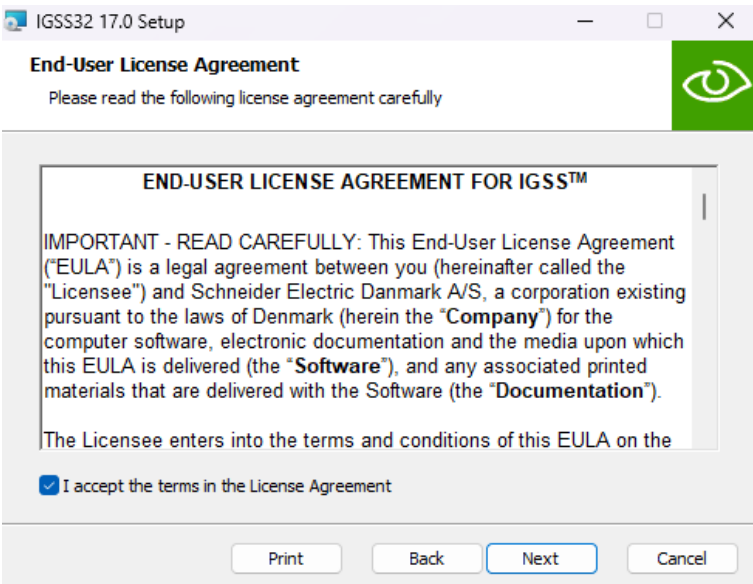 IGSS32 17.0 Setup
End-User License Agreement
Please read the following license agreement carefully
END-USER LICENSE AGREEMENT FOR IGSS™
IMPORTANT - READ CAREFULLY: This End-User License Agreement
(“EULA”) is a legal agreement between you (hereinafter called the
"Licensee") and Schneider Electric Danmark A/S, a corporation existing
pursuant to the laws of Denmark (herein the “Company”) for the
computer software, electronic documentation and the media upon which
this EULA is delivered (the “Software”), and any associated printed
materials that are delivered with the Software (the “Documentation”).
The Licensee enters into the terms and conditions of this EULA on the
I accept the terms in the License Agreement
Print Back Next Cancel